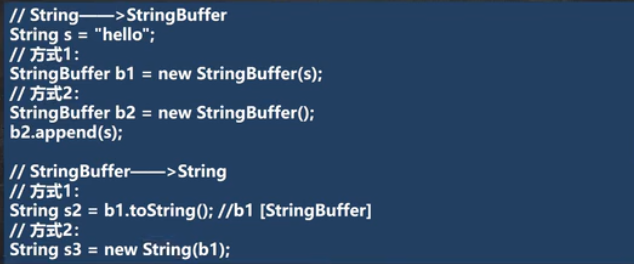 // String——>StringBuffer
String s = "hello";
// 方式1：
StringBuffer b1 = new StringBuffer(s);
// 方式2：
StringBuffer b2 = new StringBuffer();
b2.append(s);
// StringBuffer——>String
// 方式1：
String s2 = b1.toString(); //b1 [StringBuffer]
// 方式2：
String s3 = new String(b1);